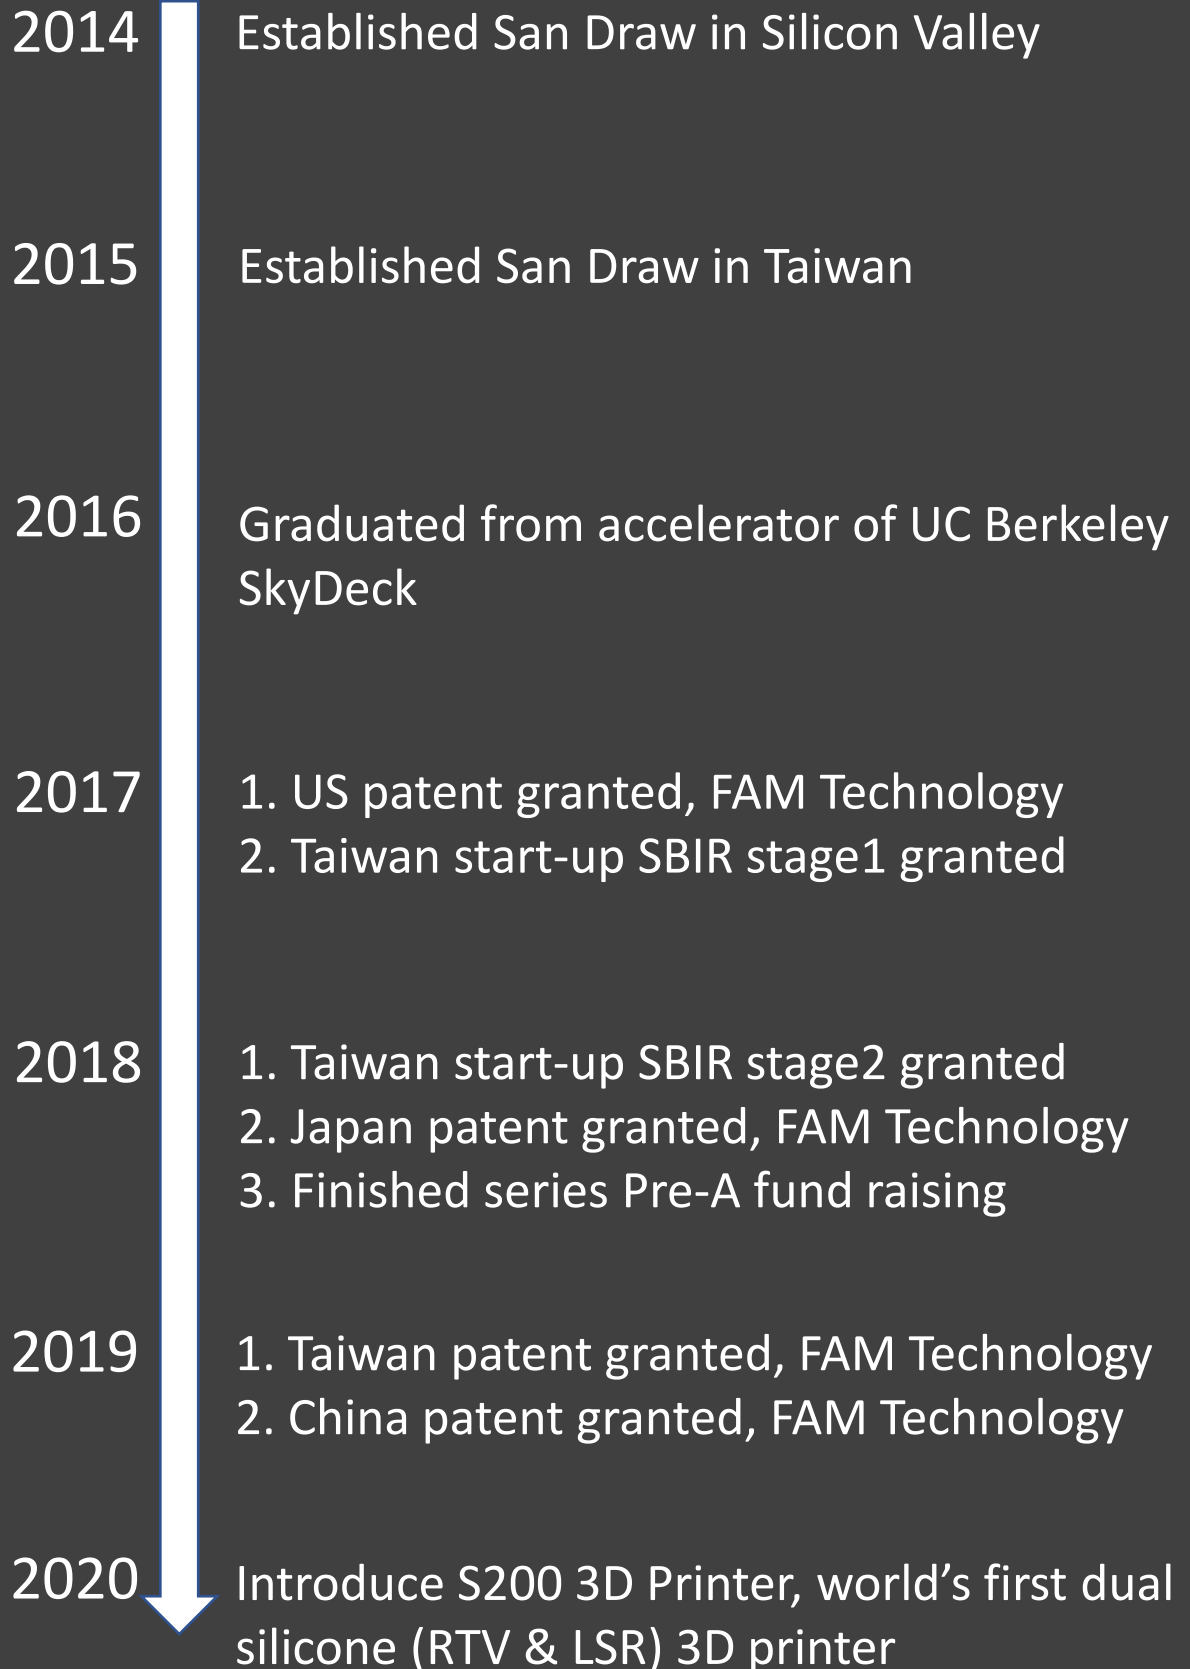 2014 Established San Draw in Silicon Valley
2015 Established San Draw in Taiwan
2016 Graduated from accelerator of UC Berkeley
SkyDeck
2017 1. US patent granted, FAM Technology
2. Taiwan start-up SBIR stage1 granted
2018 1. Taiwan start-up SBIR stage2 granted
2. Japan patent granted, FAM Technology
3. Finished series Pre-A fund raising
2019 1. Taiwan patent granted, FAM Technology
2. China patent granted, FAM Technology
2020 Introduce S200 3D Printer, world’s first dual
silicone (RTV & LSR) 3D printer